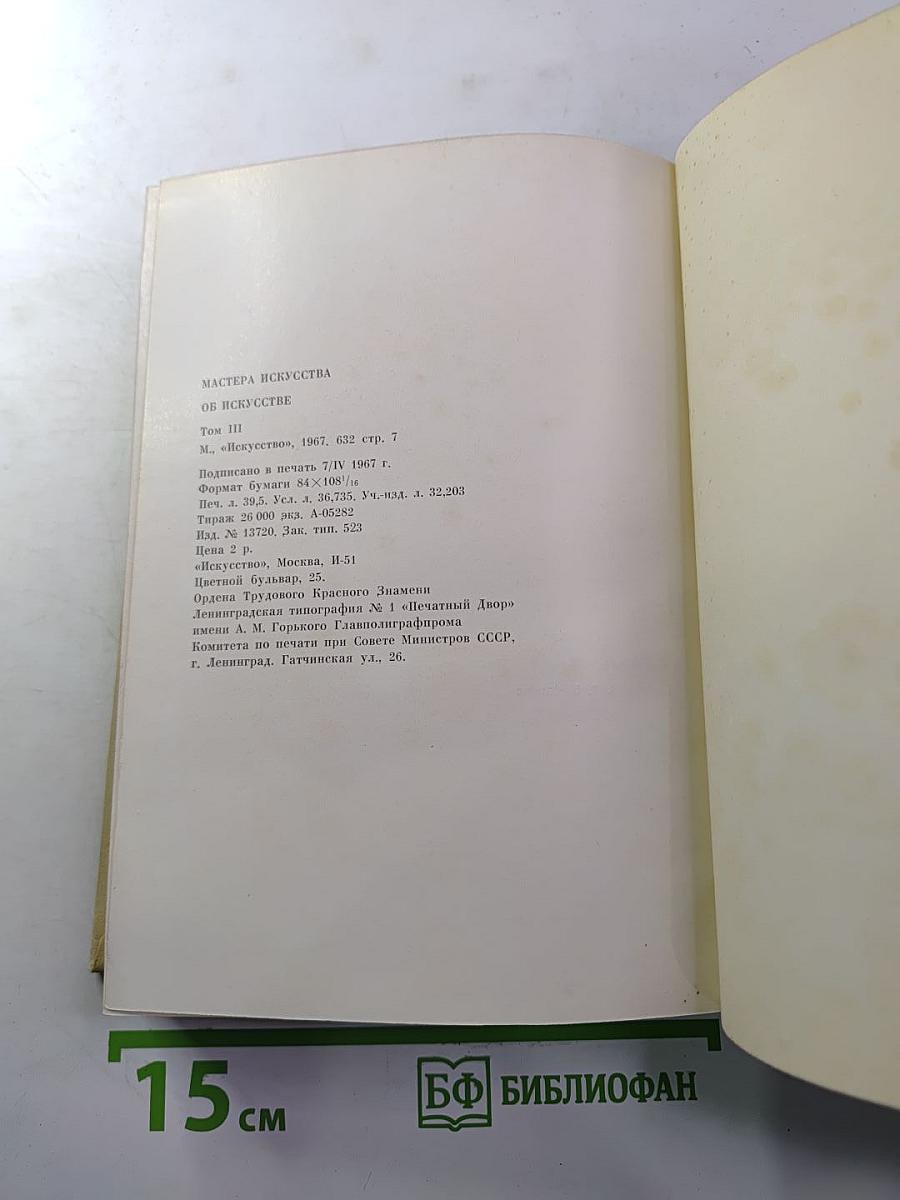 МАСТЕРА ИСКУССТВА
ОБ ИСКУССТВЕ
Том III
М., «Искусство», 1967. 632 стр. 7
Подписано в печать 7/IV 1967 г.
Формат бумаги 84×108¹/₁₆
Печ. л. 39,5. Усл. л. 36,735. Уч.-изд. л. 32,203
Тираж 26 000 экз. А-05282
Изд. № 13720. Зак. тип. 523
Цена 2 р.
«Искусство», Москва, И-51
Цветной бульвар, 25.
Ордена Трудового Красного Знамени
Ленинградская типография № 1 «Печатный Двор»
имени А. М. Горького Главполиграфпрома
Комитета по печати при Совете Министров СССР,
г. Ленинград. Гатчинская ул., 26.
15 см
БФ БИБЛИОФАН